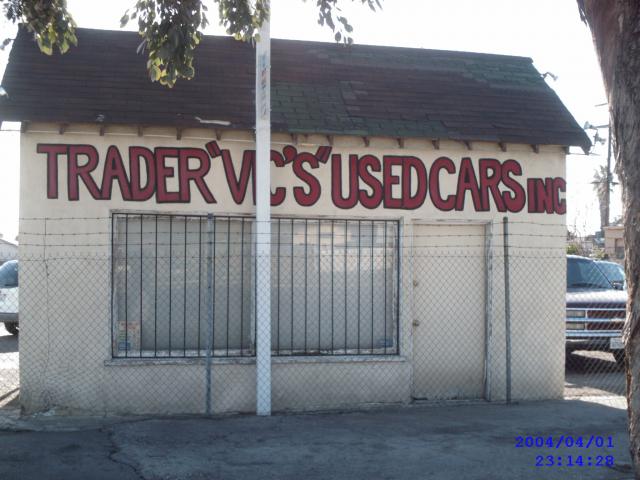 TRADER "VIC'S" USED CARS INC
2004/04/01
23:14:28